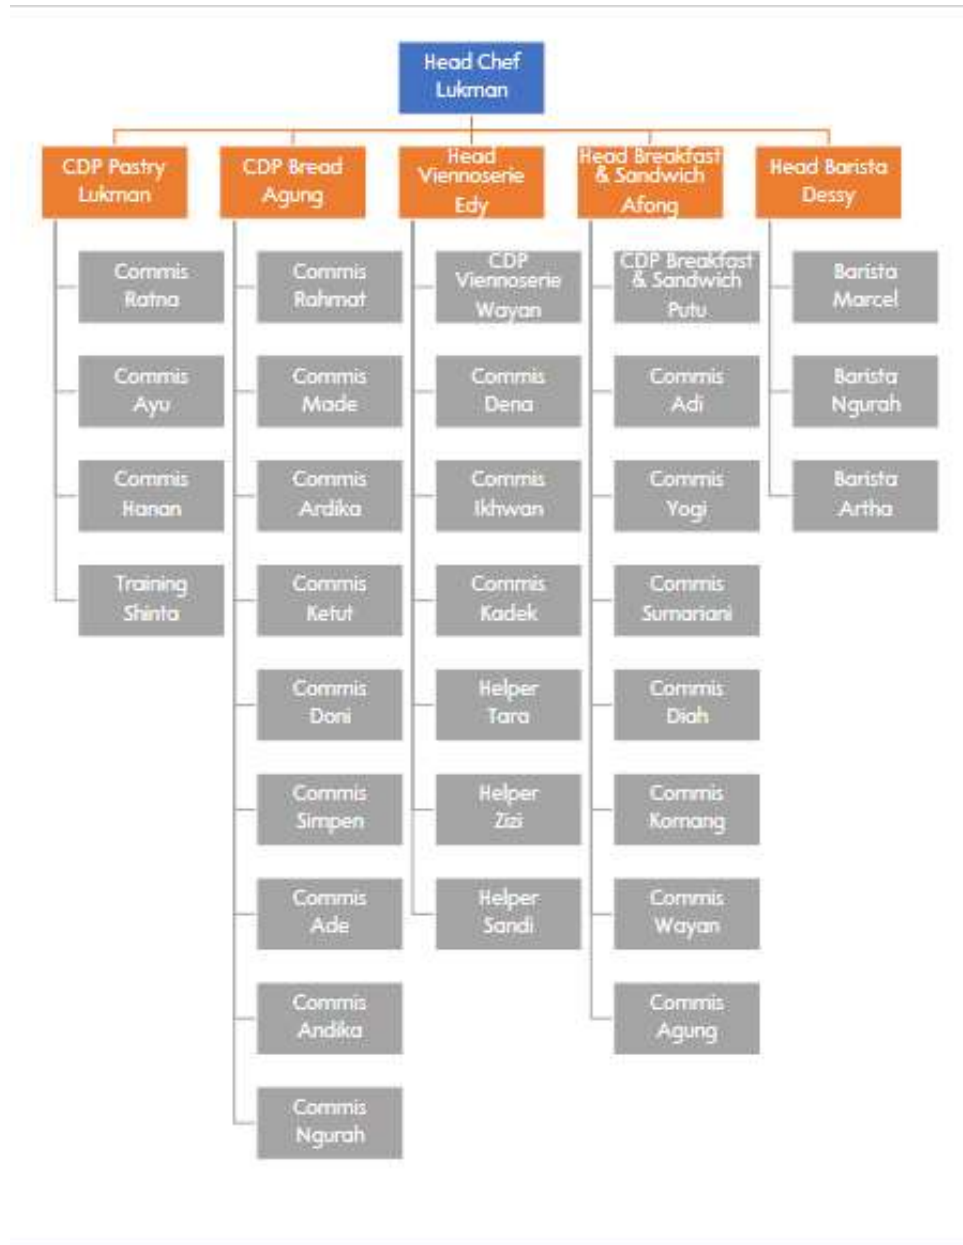 Head Chef
Lukman
CDP Pastry
Lukman
CDP Bread
Agung
Head
Viennoserie
Edy
Head Breakfast
& Sandwich
Afong
Head Barista
Dessy
Commis
Ratna
Commis
Ayu
Commis
Hanan
Training
Shinta
Commis
Rahmat
Commis
Made
Commis
Ardika
Commis
Ketut
Commis
Doni
Commis
Simpen
Commis
Ade
Commis
Andika
Commis
Ngurah
CDP
Viennoserie
Wayan
Commis
Dena
Commis
Ikhwan
Commis
Kadek
Helper
Tara
Helper
Zizi
Helper
Sandi
CDP Breakfast
& Sandwich
Putu
Commis
Adi
Commis
Yogi
Commis
Sumariani
Commis
Diah
Commis
Komang
Commis
Wayan
Commis
Agung
Barista
Marcel
Barista
Ngurah
Barista
Artha